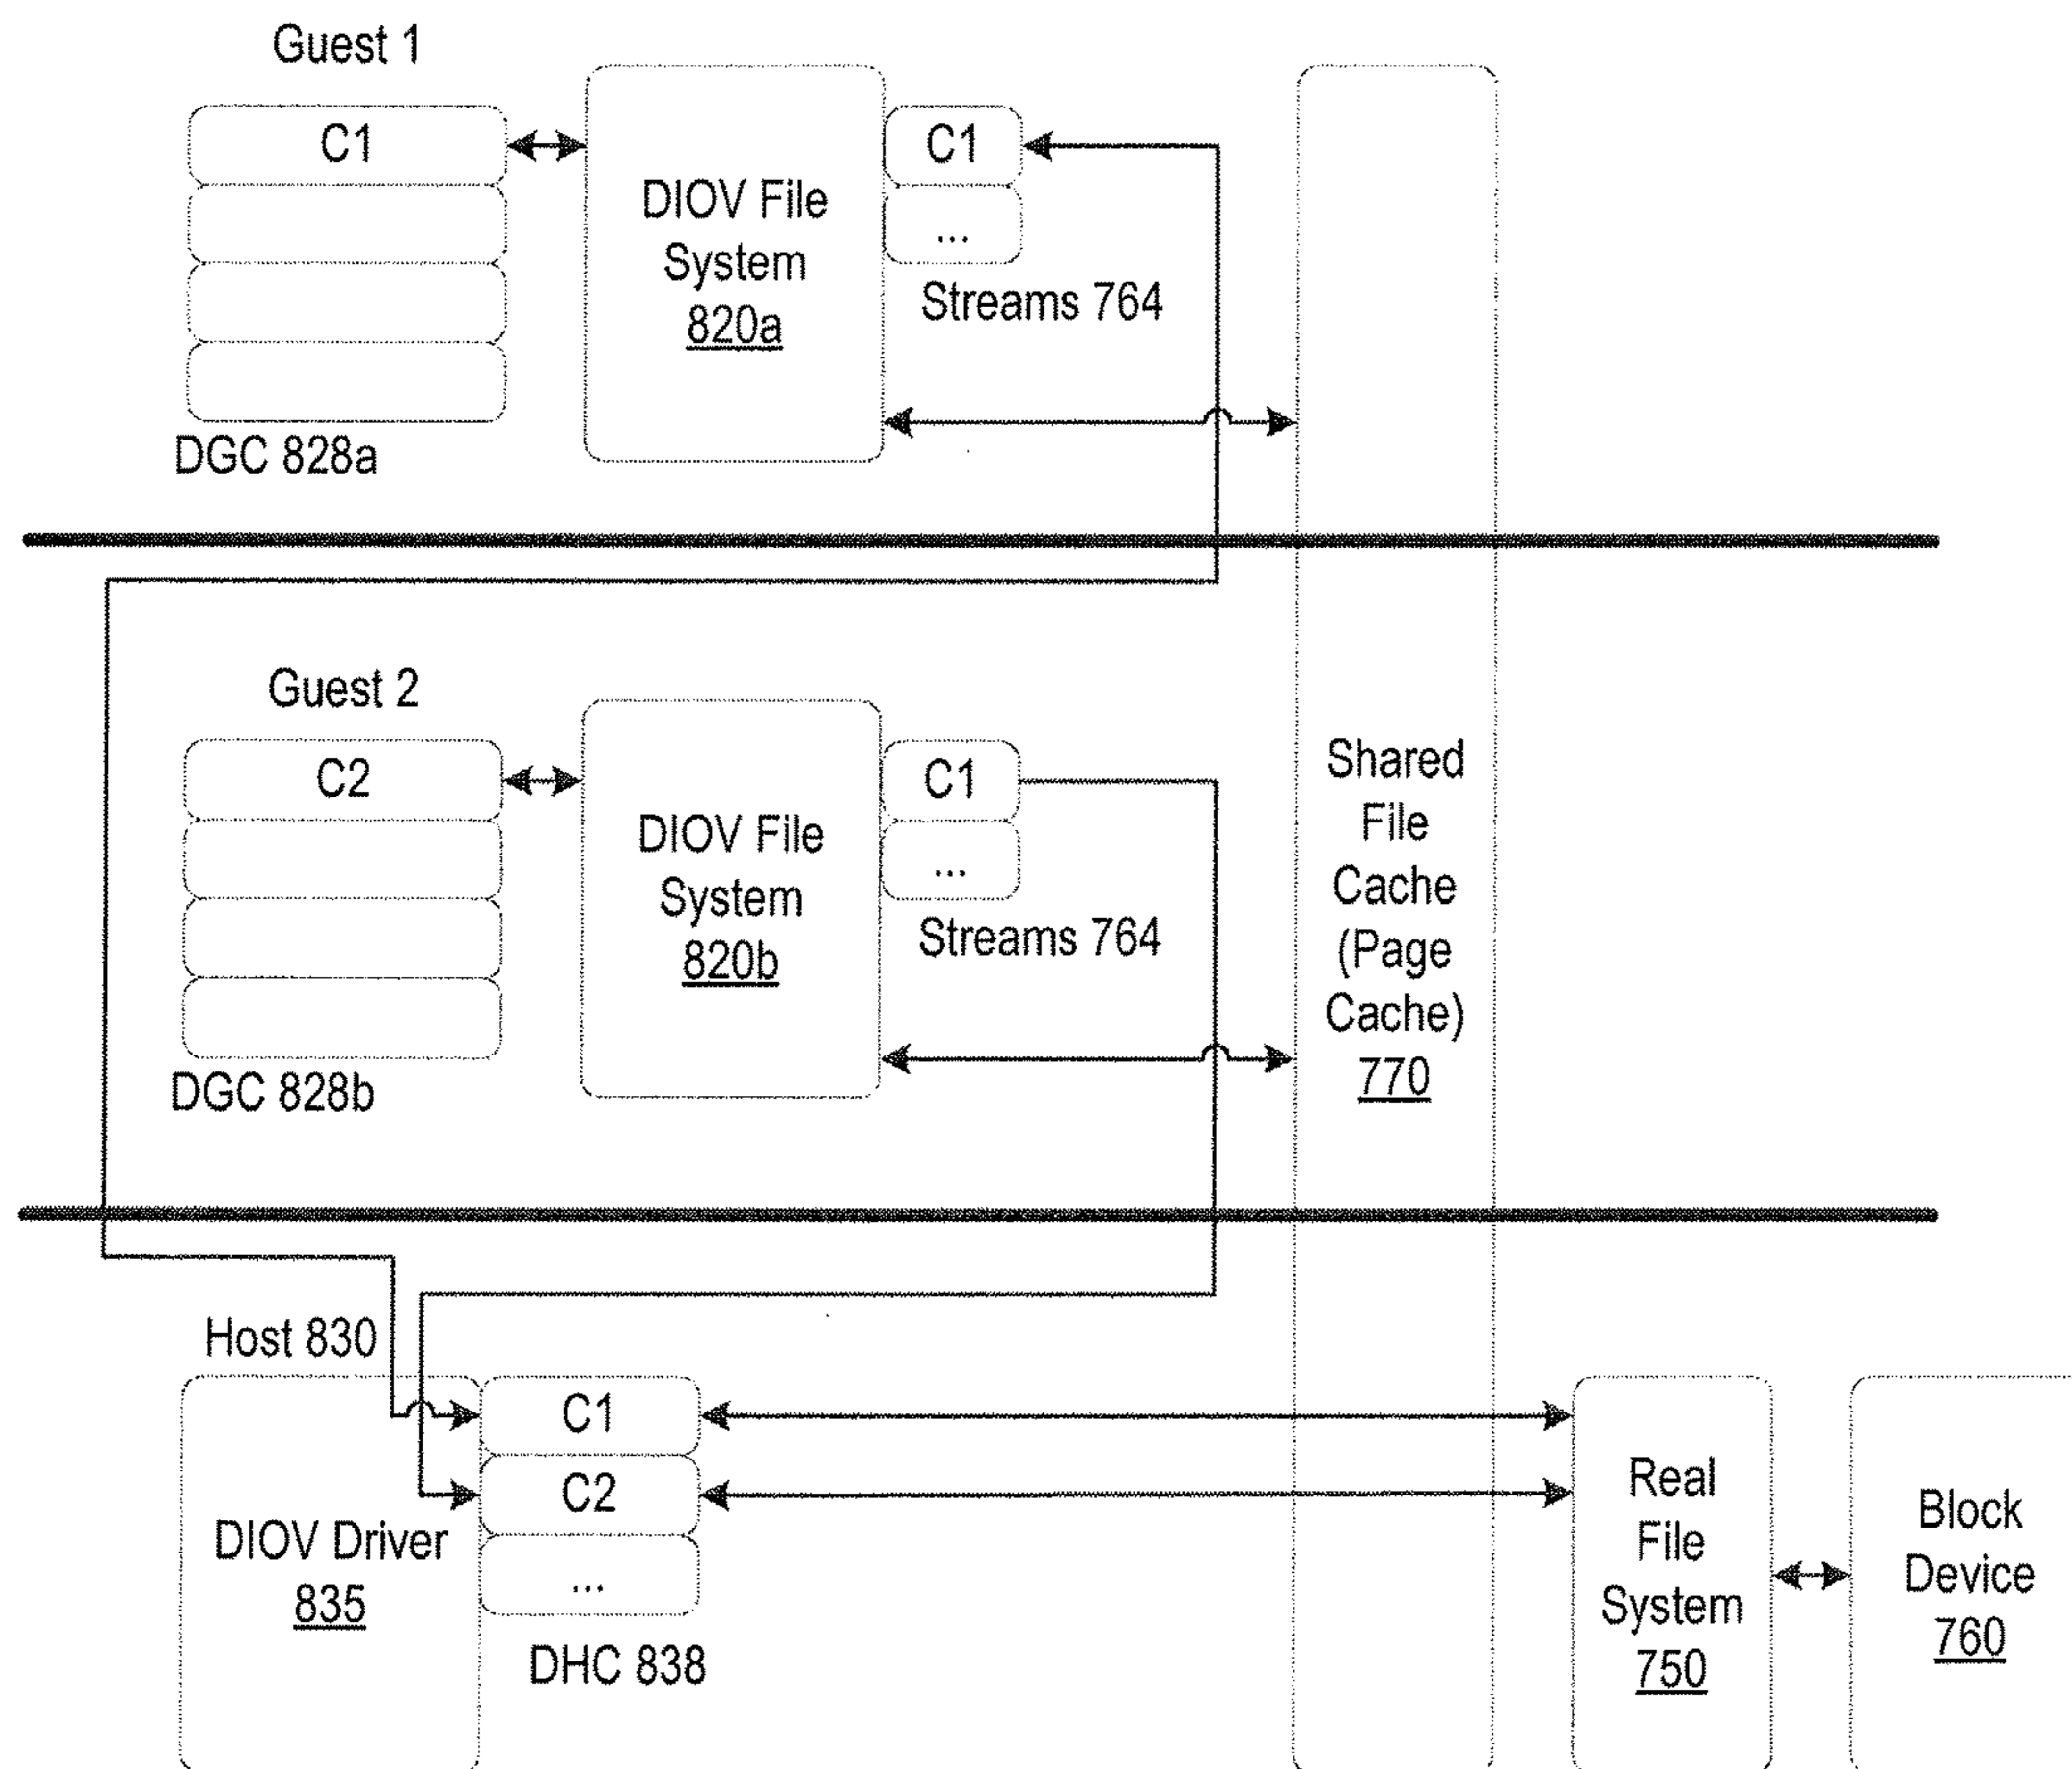 Guest 1
C1
DGC 828a
DIOV File
System
820a
C1
...
Streams 764
Guest 2
C2
DGC 828b
DIOV File
System
820b
C1
...
Streams 764
Shared
File
Cache
(Page
Cache)
770
Host 830
DIOV Driver
835
C1
C2
...
DHC 838
Real
File
System
750
Block
Device
760